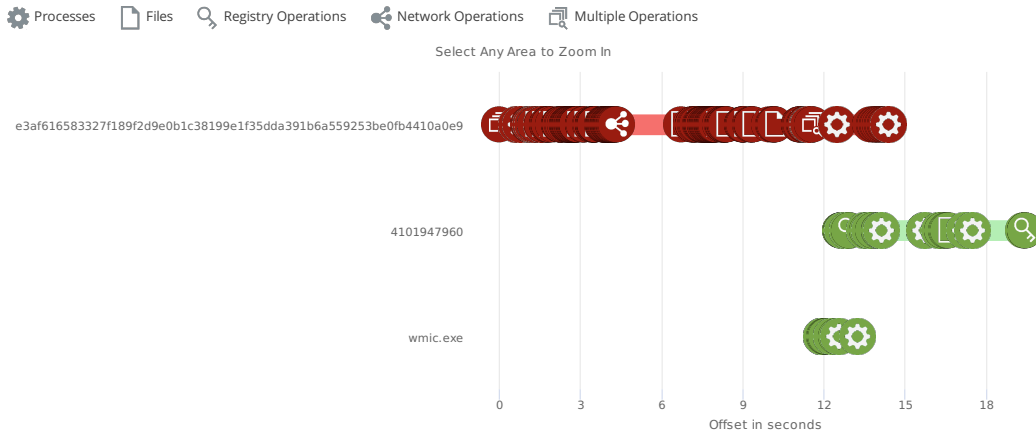 Processes Files Registry Operations Network Operations Multiple Operations
Select Any Area to Zoom In
e3af616583327f189f2d9e0b1c38199e1f35dda391b6a559253be0fb4410a0e9
4101947960
wmic.exe
0 3 6 9 12 15 18
Offset in seconds